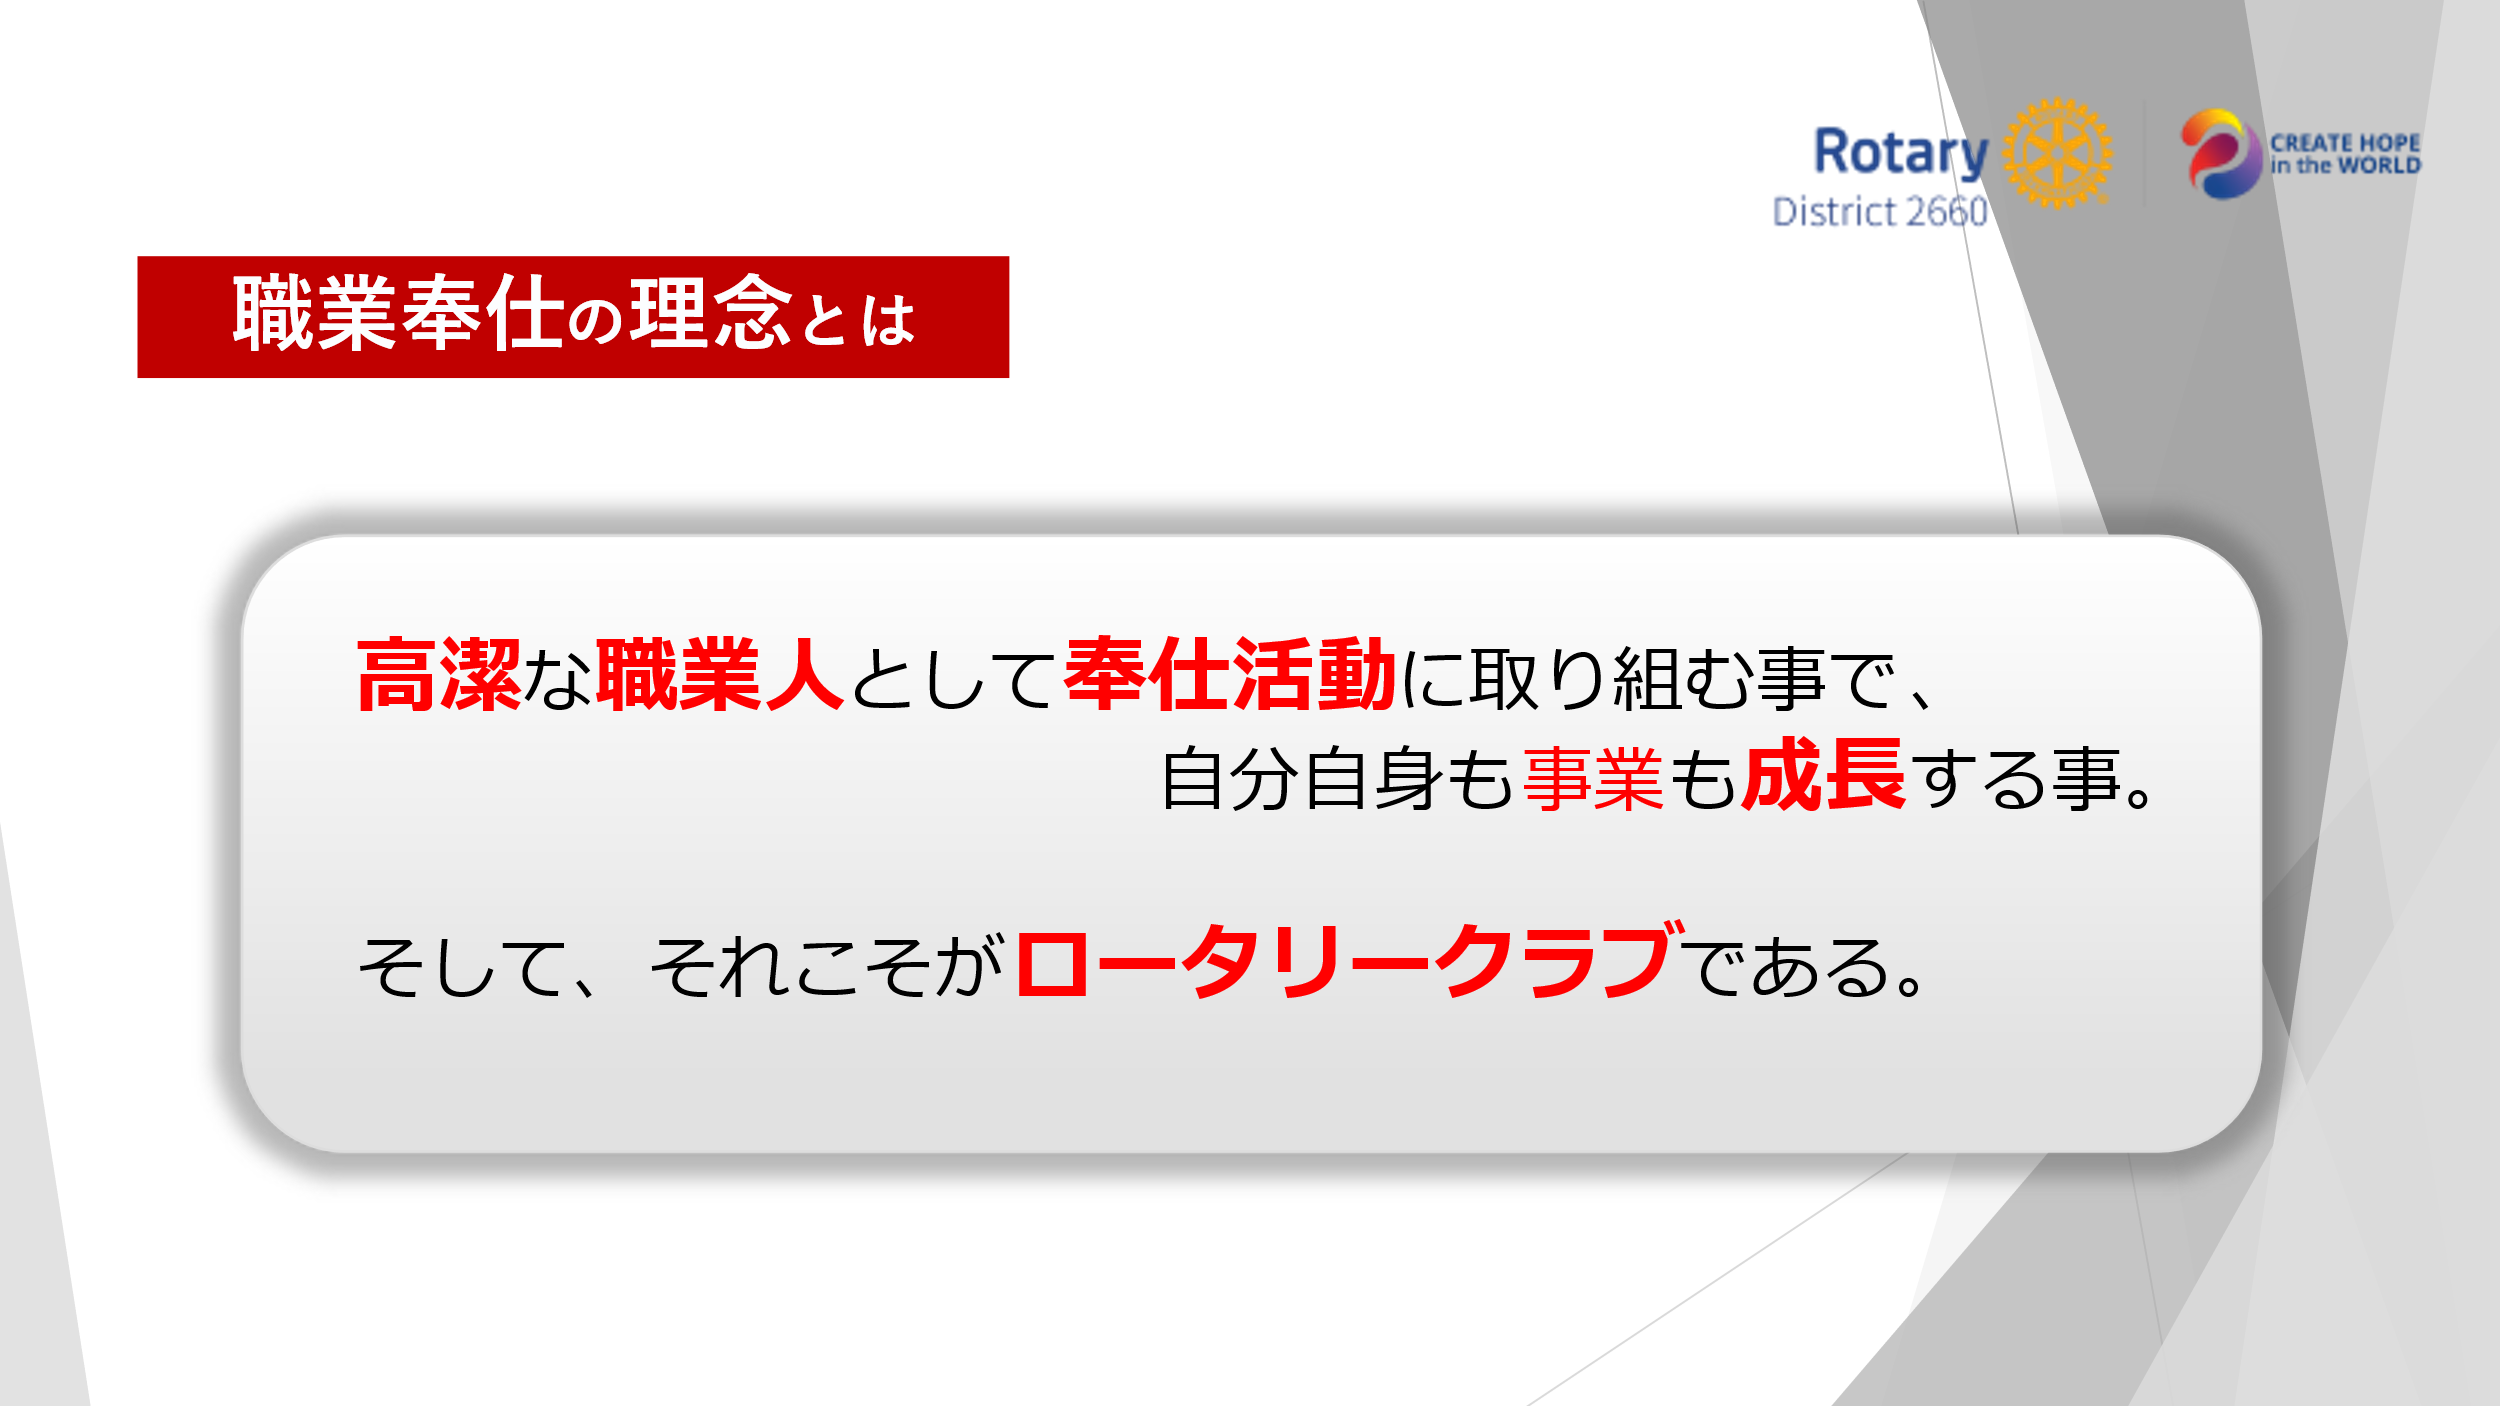 Rotary
District 2660
CREATE HOPE
in the WORLD
職業奉仕の理念とは
高潔な職業人として奉仕活動に取り組む事で、
自分自身も事業も成長する事。
そして、それこそがロータリークラブである。